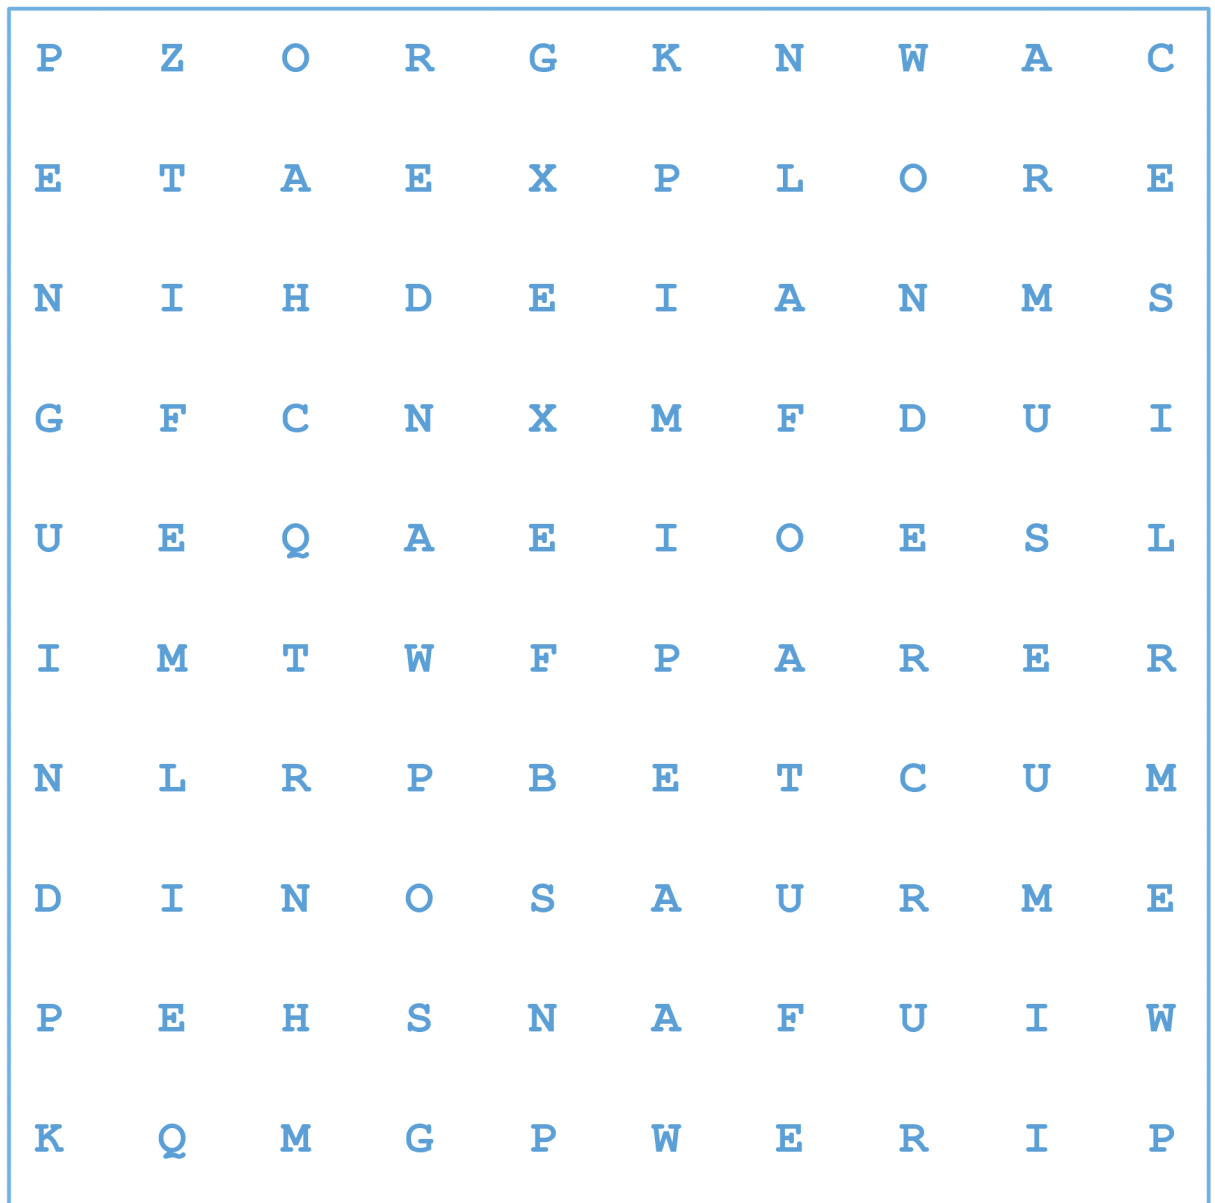 P Z O R G K N W A C
E T A E X P L O R E
N I H D E I A N M S
G F C N X M F D U I
U E Q A E I O E S L
I M T W F P A R E R
N L R P B E T C U M
D I N O S A U R M E
P E H S N A F U I W
K Q M G P W E R I P